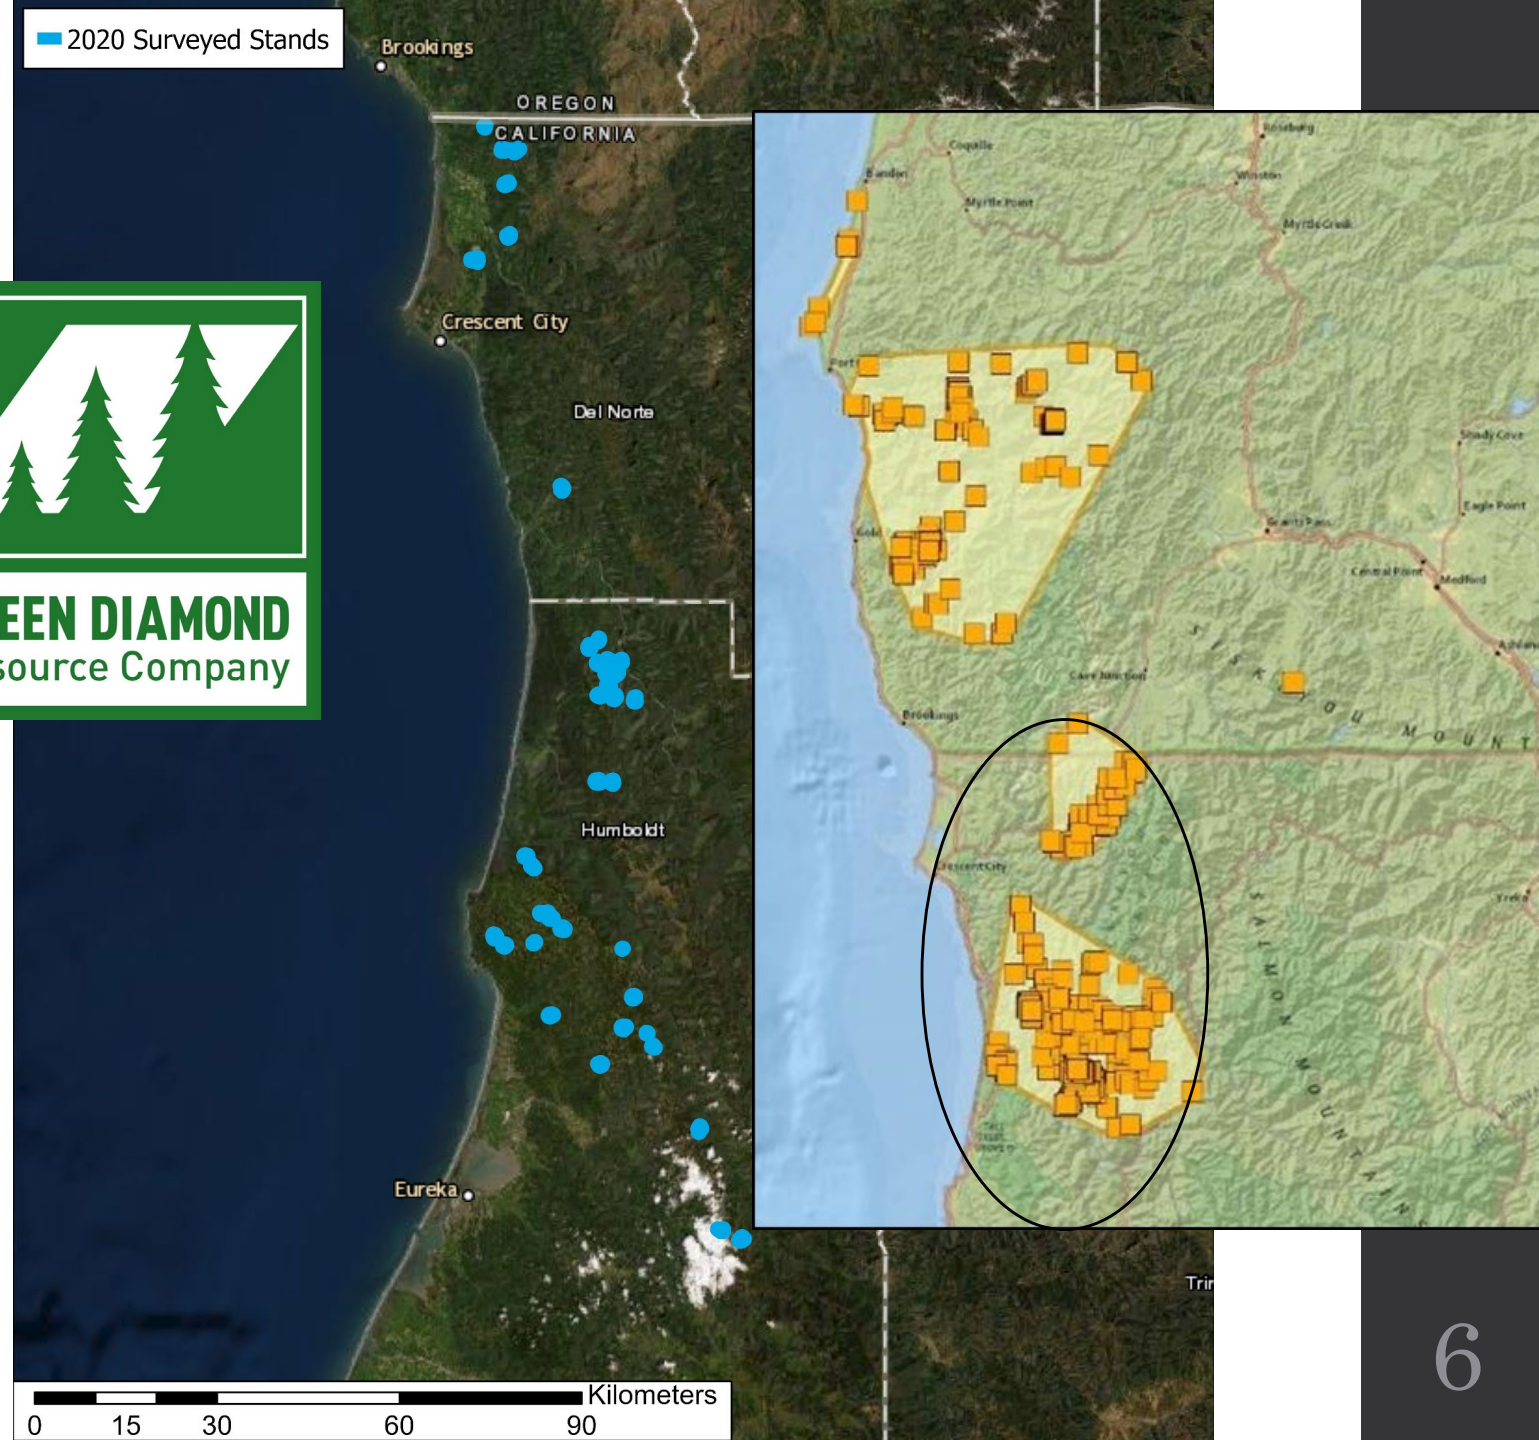 2020 Surveyed Stands
Brookings
OREGON
CALIFORNIA
Crescent City
Del Norte
Humboldt
Eureka
Trin
EEN DIAMOND
source Company
Kilometers
0 15 30 60 90
Roseburg
Coquille
Bandon
Winston
Myrtle Point
Myrtle Creek
Port
Shady Cove
Eagle Point
Gold
Grants Pass
Central Point
Medford
Ashlan
Cave Junction
Brookings
SISKIYOU MOUNT
Crescent City
Yreka
SALMON MOUNTAINS
6